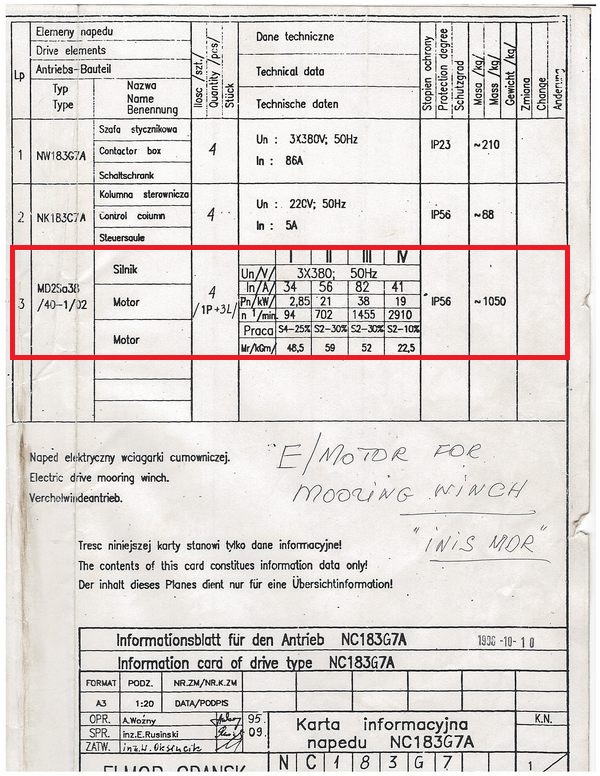 Lp
Elemeny napedu
Drive elements
Antriebs-Bauteil
Typ
Type
Nazwa
Name
Benennung
Ilosc /szt./
Quantity /pcs/
Stück
Dane techniczne
Technical data
Technische daten
Stopien ochrony
Protection degree
Schutzgrad
Masa /kg/
Mass /kg/
Gewicht /kg/
Zmiana
Change
Anderung
1
NW183G7A
Szafa stycznikowa
Contactor box
Schaltschrank
4
Un : 3X380V; 50Hz
In : 86A
IP23
~210
2
NK183C7A
Kolumna sterownicza
Control column
Steuersaule
4
Un : 220V; 50Hz
In : 5A
IP56
~68
3
MD2Sa38
/40-1/02
Silnik
Motor
Motor
4
/1P+3L/
I II III IV
Un/V/ 3X380; 50Hz
In/A/ 34 56 82 41
Pn/kW/ 2,85 21 38 19
n 1/min. 94 702 1455 2910
Praca S4-25% S2-30% S2-30% S2-10%
Mr/kGm/ 48,5 59 52 22,5
IP56
~1050
Naped elektryczny wciagarki cumowniczej.
Electric drive mooring winch.
Vercholwindeantrieb.
E/MOTOR FOR
MOORING WINCH
"INIS MOR"
Tresc niniejszej karty stanowi tylko dane informacyjne!
The contents of this card constitues information data only!
Der inhalt dieses Planes dient nur für eine Übersichtinformation!
Informationsblatt für den Antrieb NC183G7A
1998-10-10
Information card of drive type NC183G7A
FORMAT PODZ. NR.ZM/NR.K.ZM
A3 1:20 DATA/PODPIS
OPR. A.Woźny 95.
SPR. inz.E.Rusinski 09.
ZATW.
Karta informacyjna
napedu NC183G7A
K.N.
ELMOR GDANSK
N C 1 8 3 G 7
1/